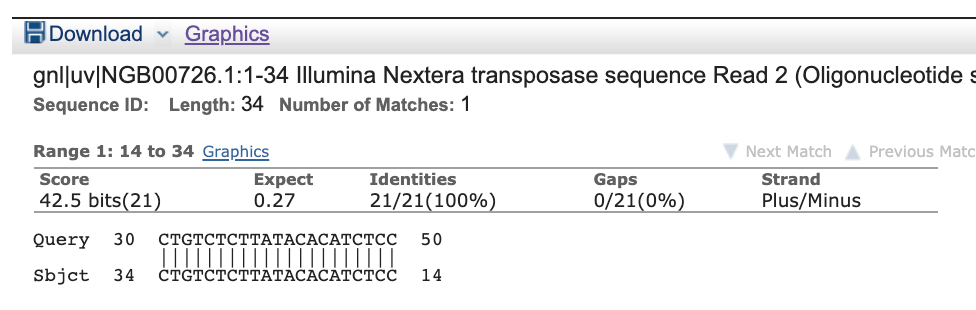 Download Graphics
gnl|uv|NGB00726.1:1-34 Illumina Nextera transposase sequence Read 2 (Oligonucleotide s
Sequence ID: Length: 34 Number of Matches: 1
Range 1: 14 to 34 Graphics Next Match Previous Matc
Score Expect Identities Gaps Strand
42.5 bits(21) 0.27 21/21(100%) 0/21(0%) Plus/Minus
Query 30 CTGTCTCTTATACACATCTCC 50
|||||||||||||||||||||
Sbjct 34 CTGTCTCTTATACACATCTCC 14